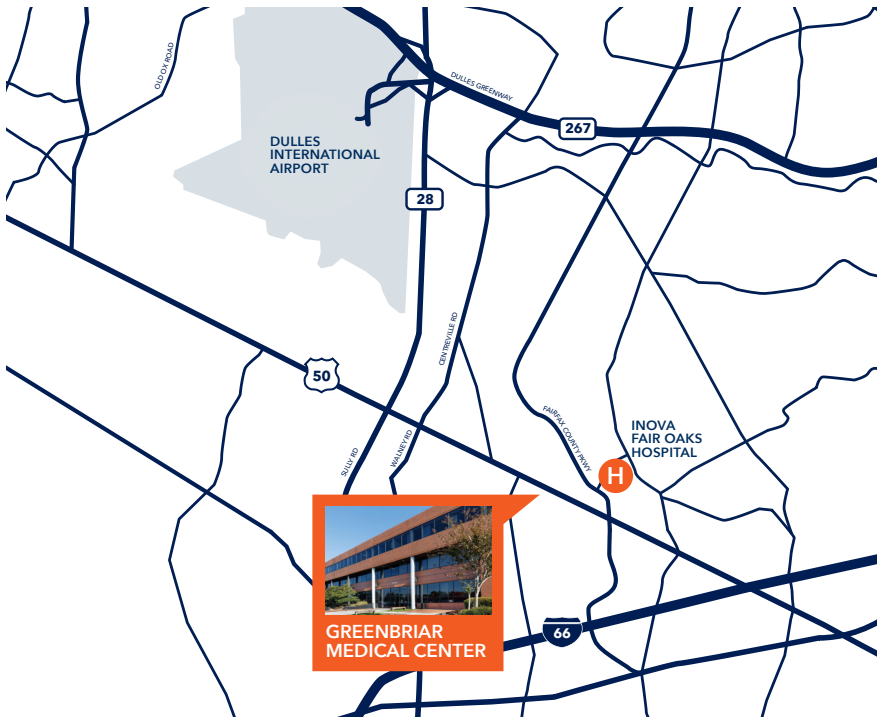 OLD OX ROAD
DULLES GREENWAY
267
DULLES
INTERNATIONAL
AIRPORT
28
CENTREVILLE RD
50
FAIRFAX COUNTY PKWY
INOVA
FAIR OAKS
HOSPITAL
SULLY RD
WALNEY RD
H
GREENBRIAR
MEDICAL CENTER
66